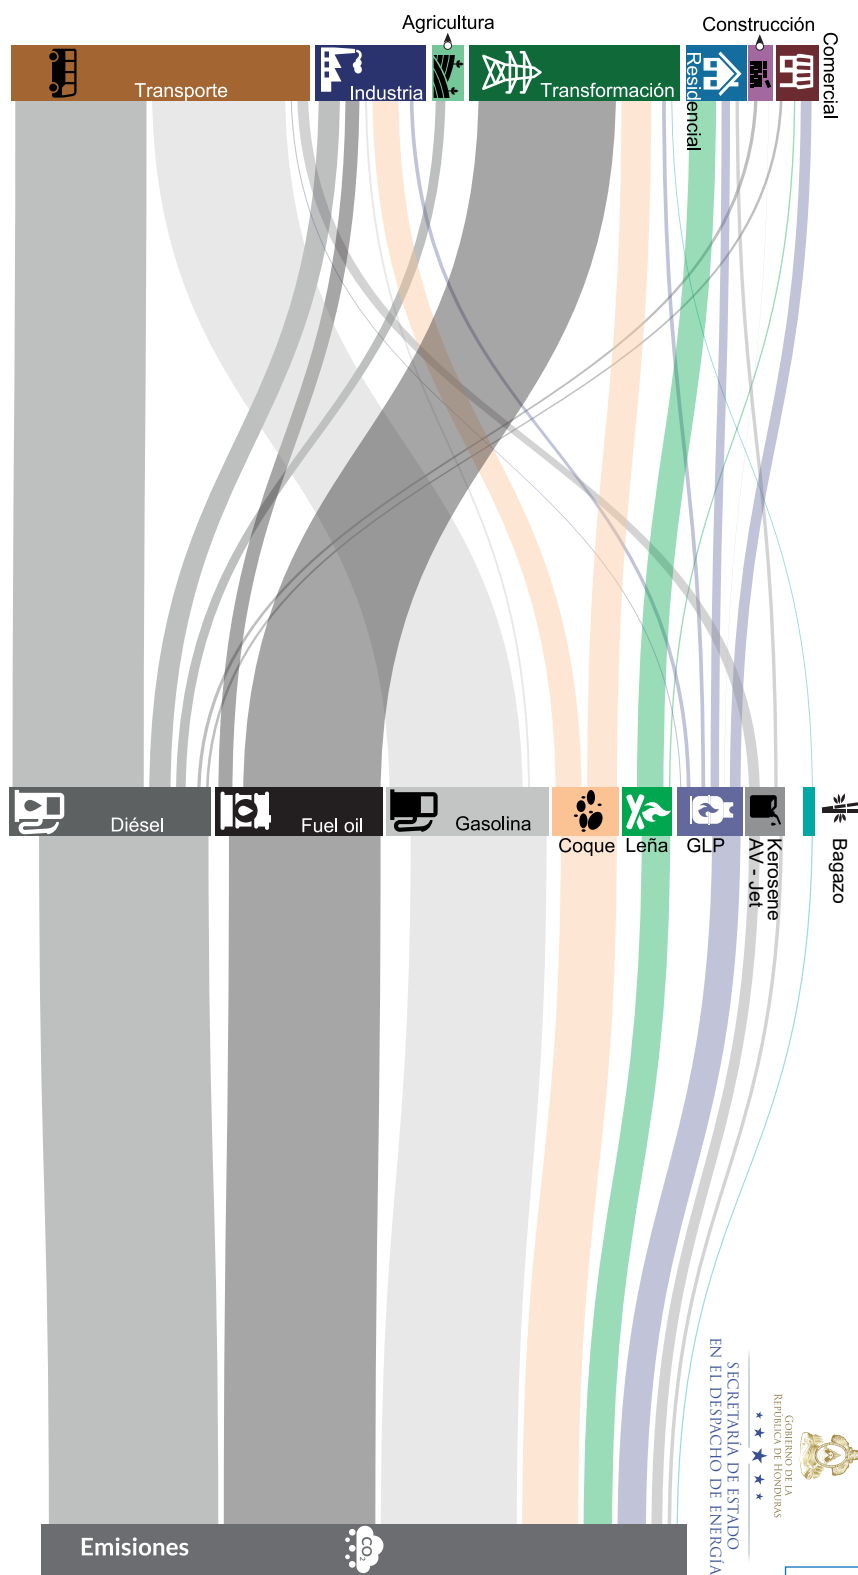 Agricultura
Construcción
Comercial
Transporte
Industria
Transformación
Residencial
Diésel
Fuel oil
Gasolina
Coque
Leña
GLP
Kerosene
AV - Jet
Bagazo
GOBIERNO DE LA
REPÚBLICA DE HONDURAS
SECRETARÍA DE ESTADO
EN EL DESPACHO DE ENERGÍA
Emisiones
CO₂